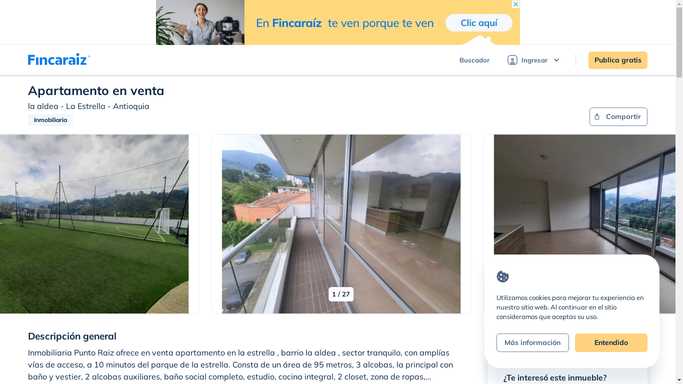 En Fincaraíz te ven porque te ven
Clic aquí
Fincaraiz
Buscador
Ingresar
Publica gratis
Apartamento en venta
la aldea - La Estrella - Antioquia
Inmobiliaria
Compartir
1 / 27
Utilizamos cookies para mejorar tu experiencia en
nuestro sitio web. Al continuar en el sitio
consideramos que aceptas su uso.
Más información
Entendido
Descripción general
Inmobiliaria Punto Raiz ofrece en venta apartamento en la estrella , barrio la aldea , sector tranquilo, con amplías
vías de acceso, a 10 minutos del parque de la estrella. Consta de un área de 95 metros, 3 alcobas, la principal con
baño y vestier, 2 alcobas auxiliares, baño social completo, estudio, cocina integral, 2 closet, zona de ropas,...
¿Te interesó este inmueble?